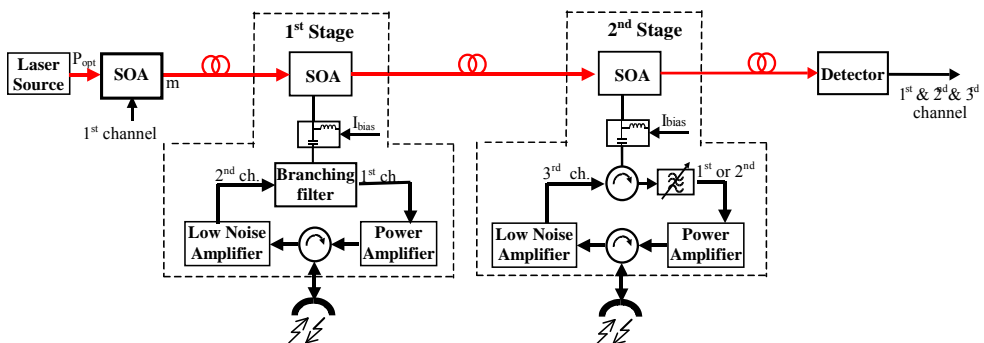 1st Stage
2nd Stage
Laser
Source
Popt
SOA
m
1st channel
SOA
SOA
Detector
1st & 2nd & 3rd
channel
Ibias
Ibias
2nd ch.
Branching
filter
1st ch
3rd ch.
1st or 2nd
Low Noise
Amplifier
Power
Amplifier
Low Noise
Amplifier
Power
Amplifier